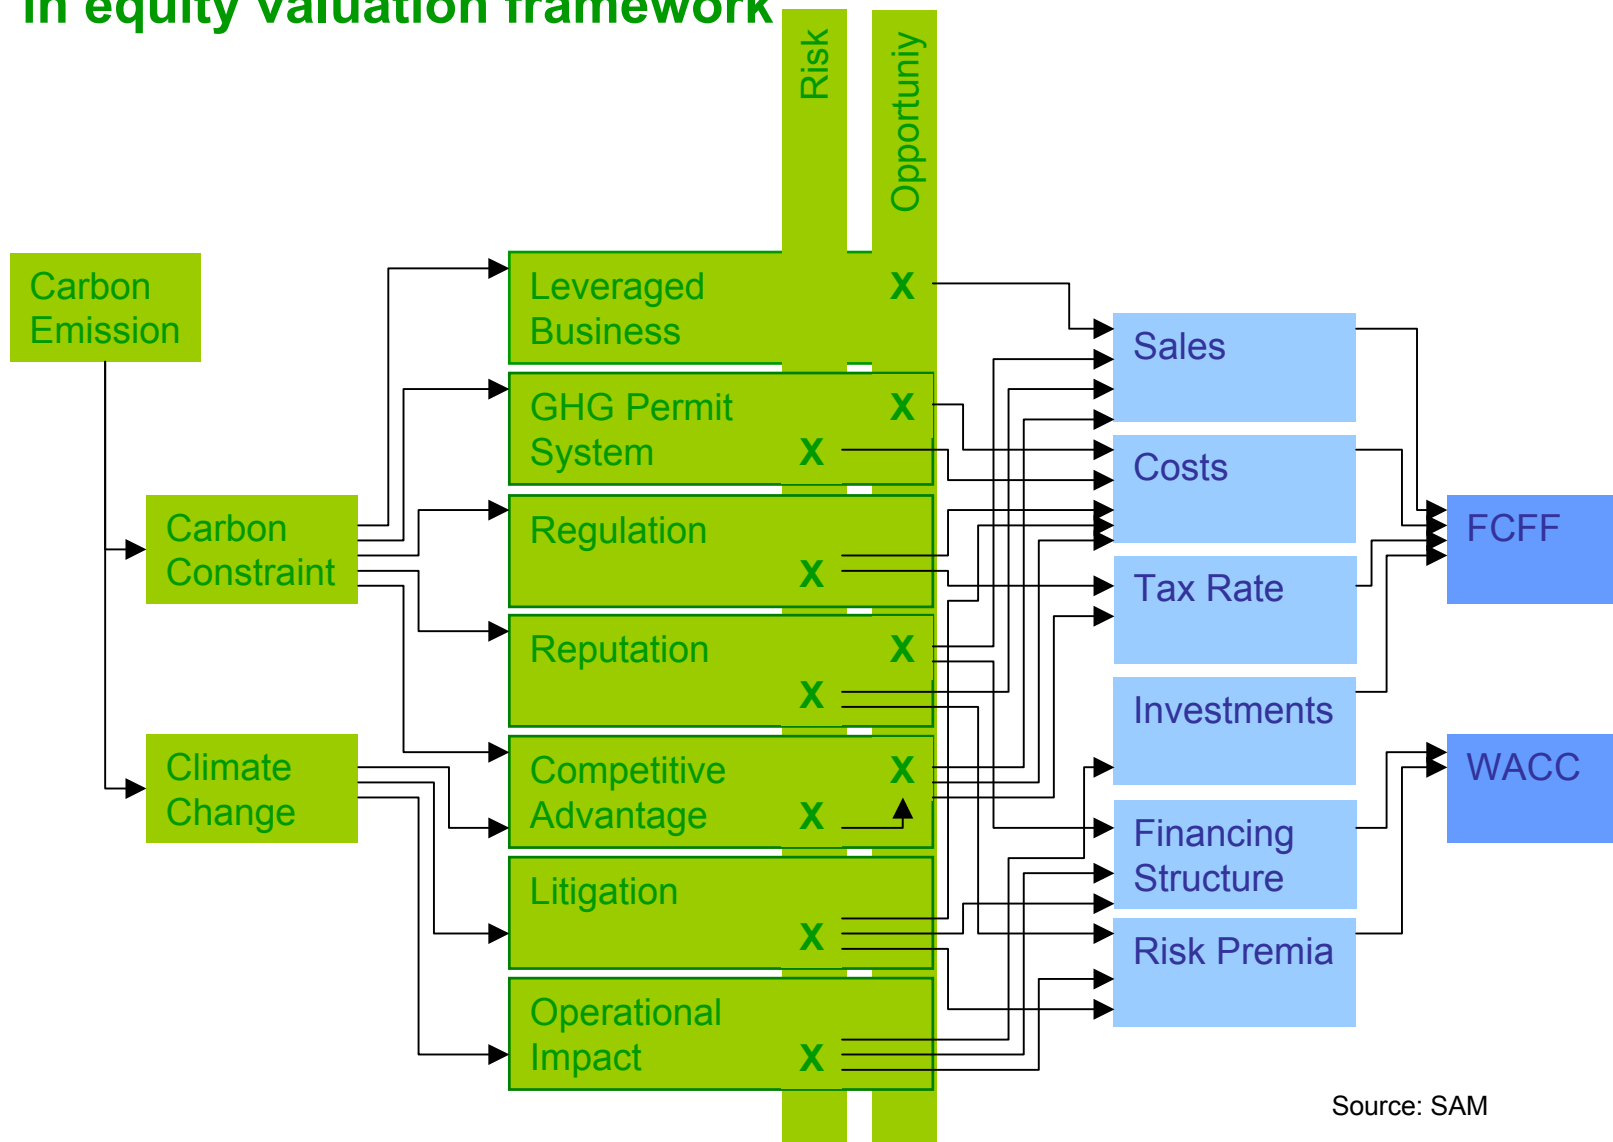 in equity valuation framework
Risk
Opportuniy
Carbon
Emission
Carbon
Constraint
Climate
Change
Leveraged
Business
X
GHG Permit
System
X
X
Regulation
X
Reputation
X
X
Competitive
Advantage
X
X
Litigation
X
Operational
Impact
X
Sales
Costs
Tax Rate
Investments
Financing
Structure
Risk Premia
FCFF
WACC
Source: SAM